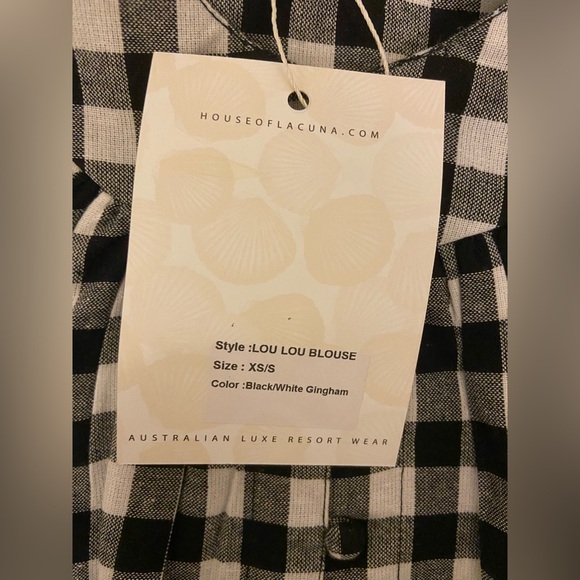 HOUSEOFLACUNA.COM
Style :LOU LOU BLOUSE
Size : XS/S
Color :Black/White Gingham
AUSTRALIAN LUXE RESORT WEAR